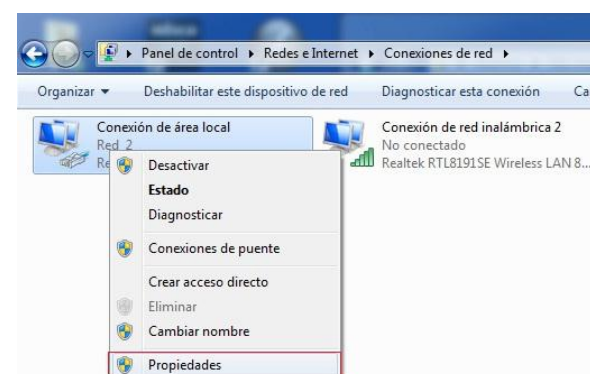 Panel de control ▸ Redes e Internet ▸ Conexiones de red ▸
Organizar Deshabilitar este dispositivo de red Diagnosticar esta conexión Ca
Conexión de área local
Red 2
Re
Conexión de red inalámbrica 2
No conectado
Realtek RTL8191SE Wireless LAN 8...
Desactivar
Estado
Diagnosticar
Conexiones de puente
Crear acceso directo
Eliminar
Cambiar nombre
Propiedades